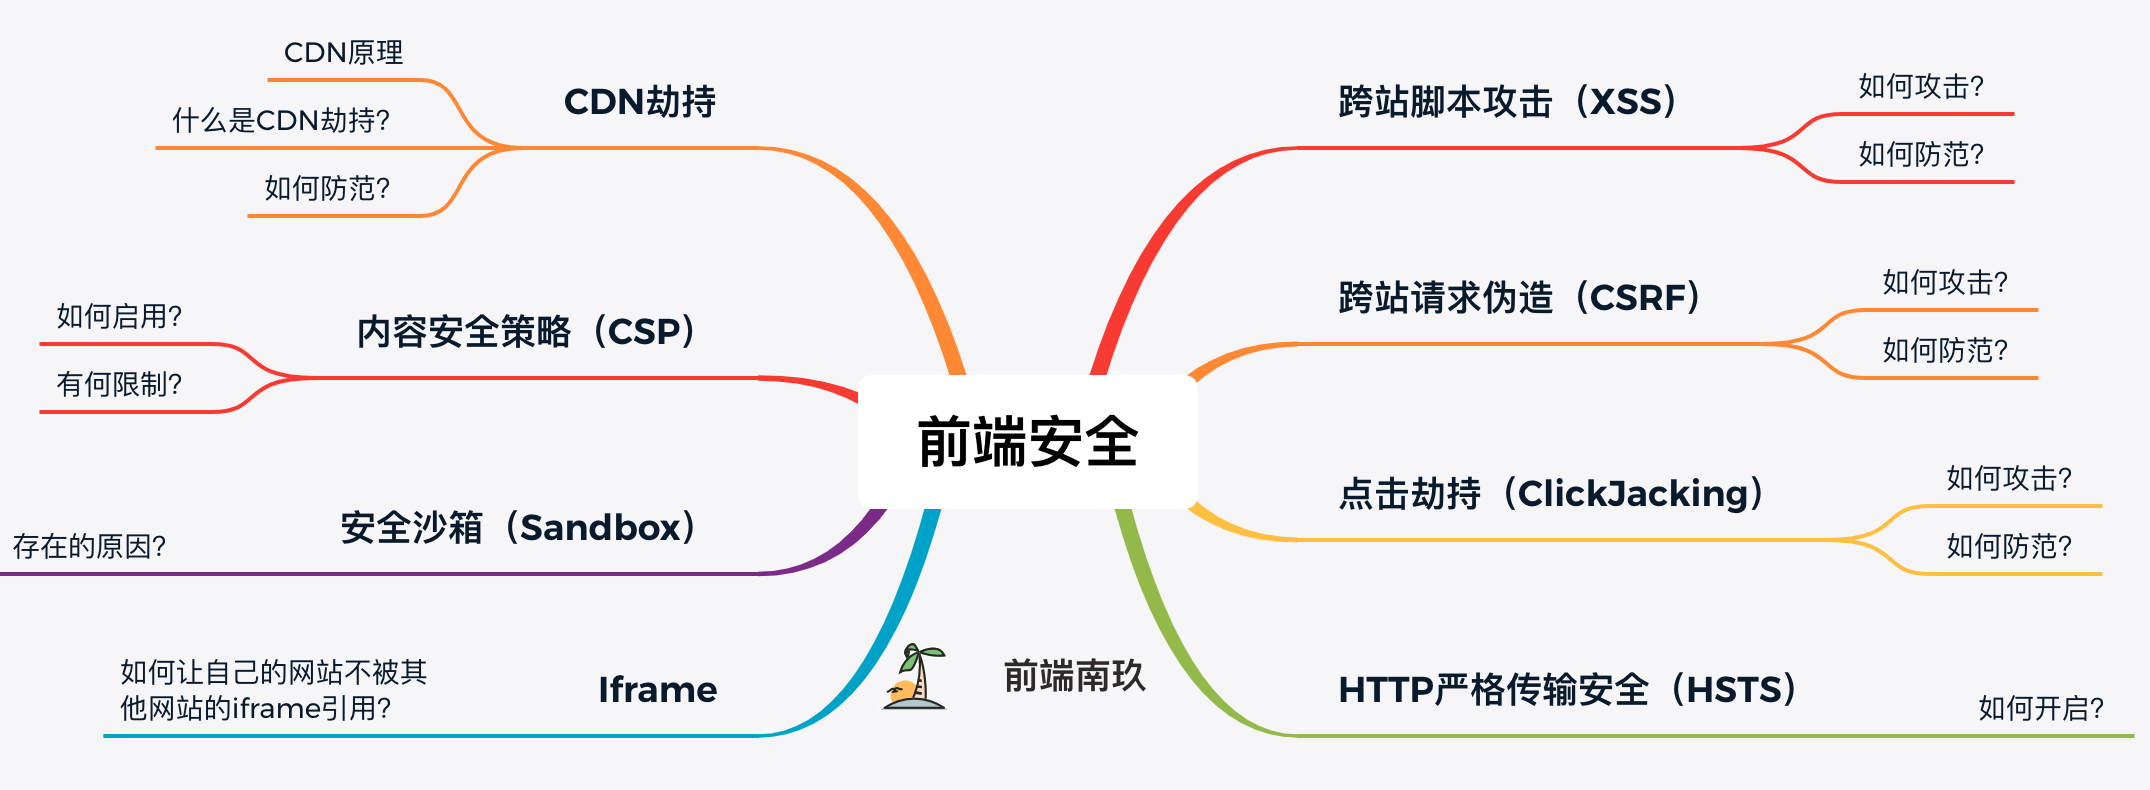 前端安全
CDN劫持
CDN原理
什么是CDN劫持?
如何防范?
内容安全策略（CSP）
如何启用?
有何限制?
安全沙箱（Sandbox）
存在的原因?
Iframe
如何让自己的网站不被其
他网站的iframe引用?
跨站脚本攻击（XSS）
如何攻击?
如何防范?
跨站请求伪造（CSRF）
如何攻击?
如何防范?
点击劫持（ClickJacking）
如何攻击?
如何防范?
HTTP严格传输安全（HSTS）
如何开启?
前端南玖